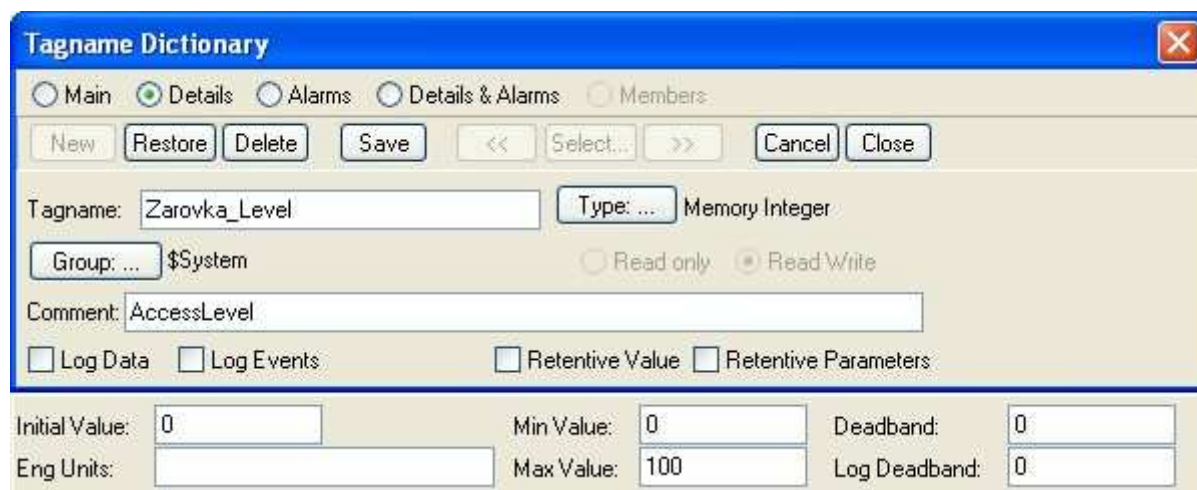 Tagname Dictionary
Main Details Alarms Details & Alarms Members
New Restore Delete Save << Select... >> Cancel Close
Tagname: Zarovka_Level Type: ... Memory Integer
Group: ... $System Read only Read Write
Comment: AccessLevel
Log Data Log Events Retentive Value Retentive Parameters
Initial Value: 0 Min Value: 0 Deadband: 0
Eng Units: Max Value: 100 Log Deadband: 0